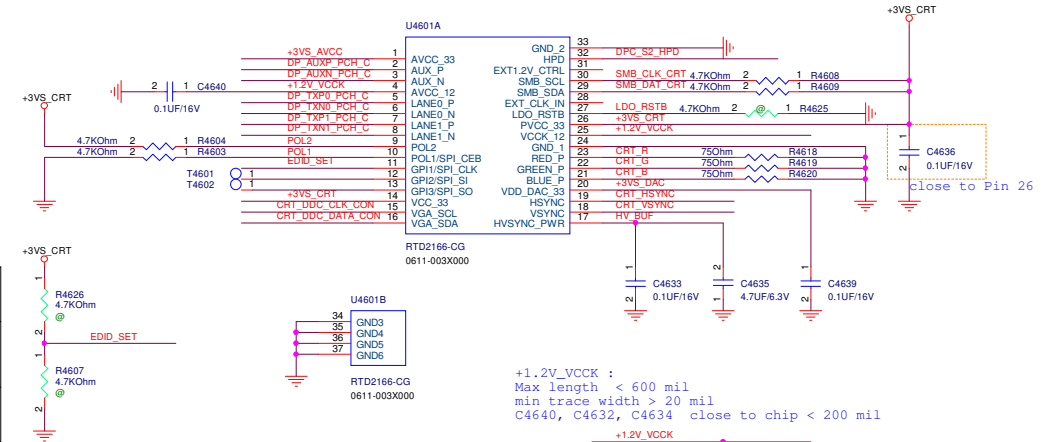 +3VS_CRT
U4601A
+3VS_AVCC 1 AVCC_33
DP_AUXP_PCH_C 2 AUX_P
DP_AUXN_PCH_C 3 AUX_N
+1.2V_VCCK 4 AVCC_12
DP_TXP0_PCH_C 5 LANE0_P
DP_TXN0_PCH_C 6 LANE0_N
DP_TXP1_PCH_C 7 LANE1_P
DP_TXN1_PCH_C 8 LANE1_N
POL2 9 POL2
POL1 10 POL1/SPI_CEB
EDID_SET 11 GPI1/SPI_CLK
12 GPI2/SPI_SI
13 GPI3/SPI_SO
+3VS_CRT 14 VCC_33
CRT_DDC_CLK_CON 15 VGA_SCL
CRT_DDC_DATA_CON 16 VGA_SDA
GND_2 33
HPD 32 DPC_S2_HPD
EXT1.2V_CTRL 31
SMB_SCL 30 SMB_CLK_CRT 4.7KOhm 2 1 R4608
SMB_SDA 29 SMB_DAT_CRT 4.7KOhm 2 1 R4609
EXT_CLK_IN 28
LDO_RSTB 27 LDO_RSTB 4.7KOhm 2 @ 1 R4625
PVCC_33 26 +3VS_CRT
VCCK_12 25 +1.2V_VCCK
GND_1 24
RED_P 23 CRT_R 75Ohm R4618
GREEN_P 22 CRT_G 75Ohm R4619
BLUE_P 21 CRT_B 75Ohm R4620
VDD_DAC_33 20 +3VS_DAC
HSYNC 19 CRT_HSYNC
VSYNC 18 CRT_VSYNC
HVSYNC_PWR 17 HV_BUF
RTD2166-CG
0611-003X000
2 1 C4640
0.1UF/16V
+3VS_CRT
4.7KOhm 2 1 R4604
4.7KOhm 2 1 R4603
T4601 1
T4602 1
1
C4636
0.1UF/16V
2
close to Pin 26
1
C4633
0.1UF/16V
2
2
C4635
4.7UF/6.3V
1
1
C4639
0.1UF/16V
2
+3VS_CRT
1
R4626
4.7KOhm
@
2
EDID_SET
1
R4607
4.7KOhm
@
2
U4601B
34 GND3
35 GND4
36 GND5
37 GND6
RTD2166-CG
0611-003X000
+1.2V_VCCK :
Max length < 600 mil
min trace width > 20 mil
C4640, C4632, C4634 close to chip < 200 mil
+1.2V_VCCK